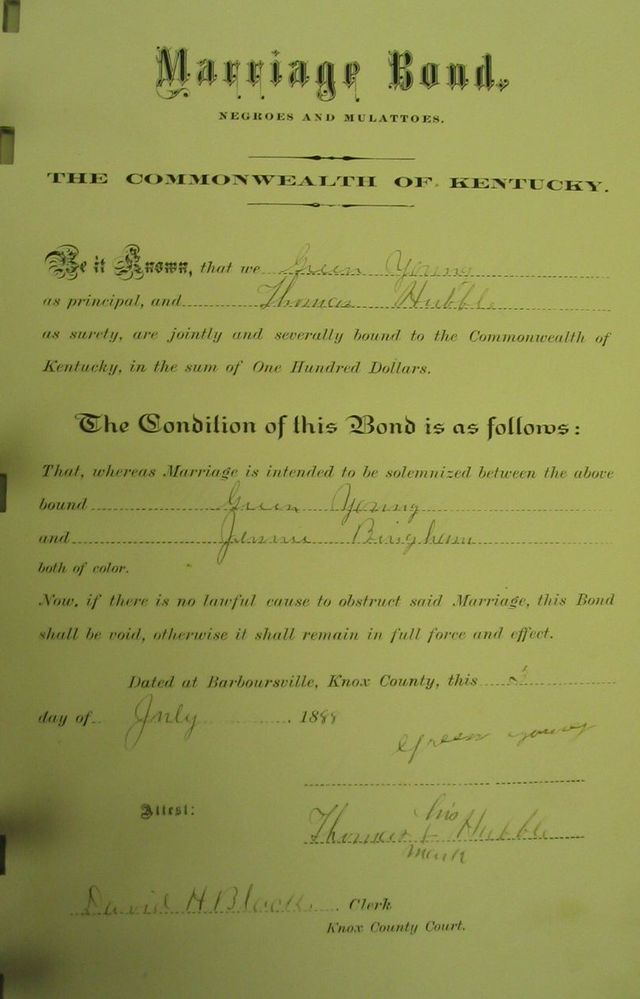 Marriage Bond.
NEGROES AND MULATTOES.
THE COMMONWEALTH OF KENTUCKY.
Be it Known, that we Green Young
as principal, and Thomas Hubble
as surety, are jointly and severally bound to the Commonwealth of
Kentucky, in the sum of One Hundred Dollars.
The Condition of this Bond is as follows:
That, whereas Marriage is intended to be solemnized between the above
bound Green Young
and Jennie Bingham
both of color.
Now, if there is no lawful cause to obstruct said Marriage, this Bond
shall be void, otherwise it shall remain in full force and effect.
Dated at Barboursville, Knox County, this
day of July 188
Green Young
Attest:
his
Thomas Hubble
mark
David H Black Clerk
Knox County Court.